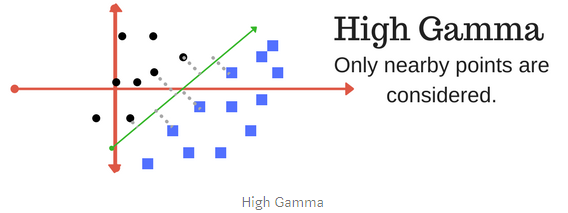 High Gamma
Only nearby points are
considered.
High Gamma